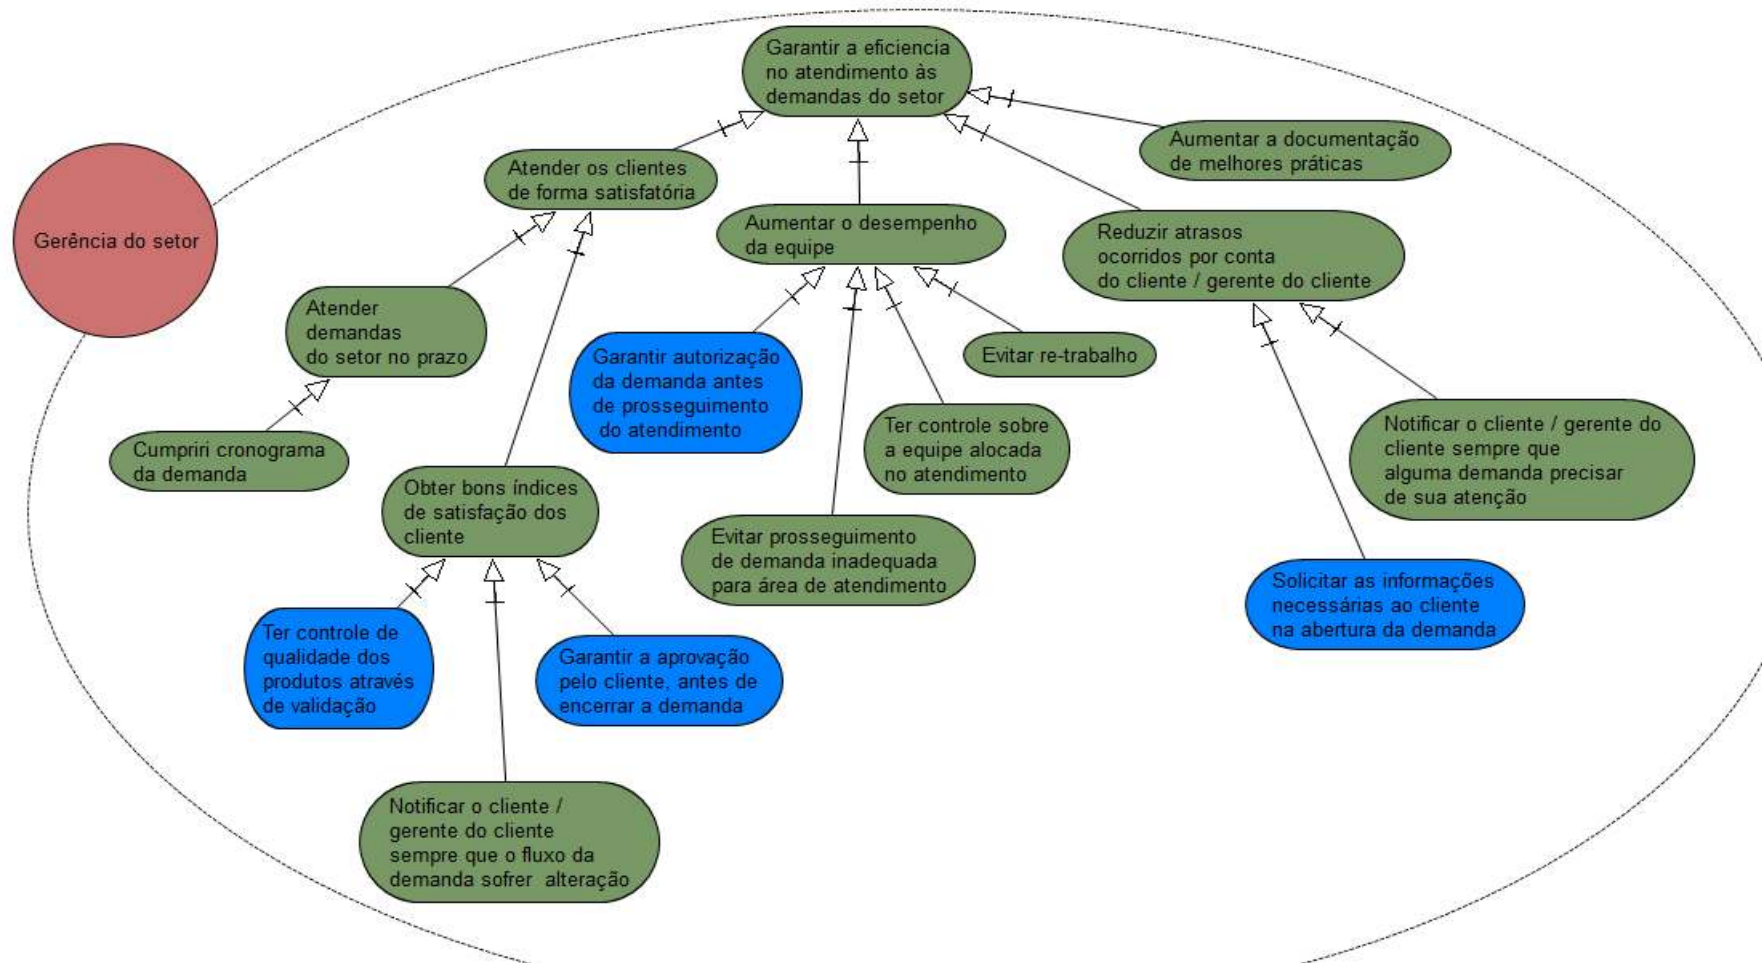 Garantir a eficiencia
no atendimento às
demandas do setor
Aumentar a documentação
de melhores práticas
Atender os clientes
de forma satisfatória
Aumentar o desempenho
da equipe
Reduzir atrasos
ocorridos por conta
do cliente / gerente do cliente
Gerência do setor
Atender
demandas
do setor no prazo
Garantir autorização
da demanda antes
de prosseguimento
do atendimento
Evitar re-trabalho
Cumpriri cronograma
da demanda
Ter controle sobre
a equipe alocada
no atendimento
Notificar o cliente / gerente do
cliente sempre que
alguma demanda precisar
de sua atenção
Obter bons índices
de satisfação dos
cliente
Evitar prosseguimento
de demanda inadequada
para área de atendimento
Solicitar as informações
necessárias ao cliente
na abertura da demanda
Ter controle de
qualidade dos
produtos através
de validação
Garantir a aprovação
pelo cliente, antes de
encerrar a demanda
Notificar o cliente /
gerente do cliente
sempre que o fluxo da
demanda sofrer  alteração